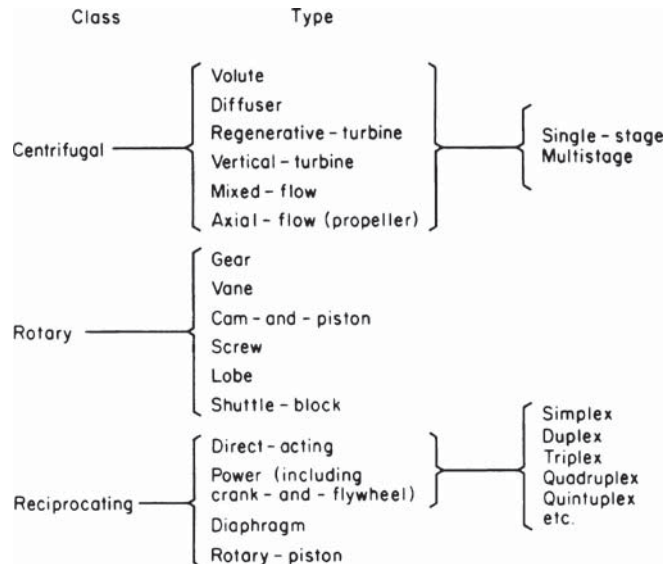 Class Type
Volute
Diffuser
Regenerative-turbine
Centrifugal
Vertical-turbine
Mixed-flow
Axial-flow (propeller)
Single-stage
Multistage
Gear
Vane
Cam-and-piston
Rotary
Screw
Lobe
Shuttle-block
Direct-acting
Power (including
crank-and-flywheel)
Reciprocating
Diaphragm
Rotary-piston
Simplex
Duplex
Triplex
Quadruplex
Quintuplex
etc.